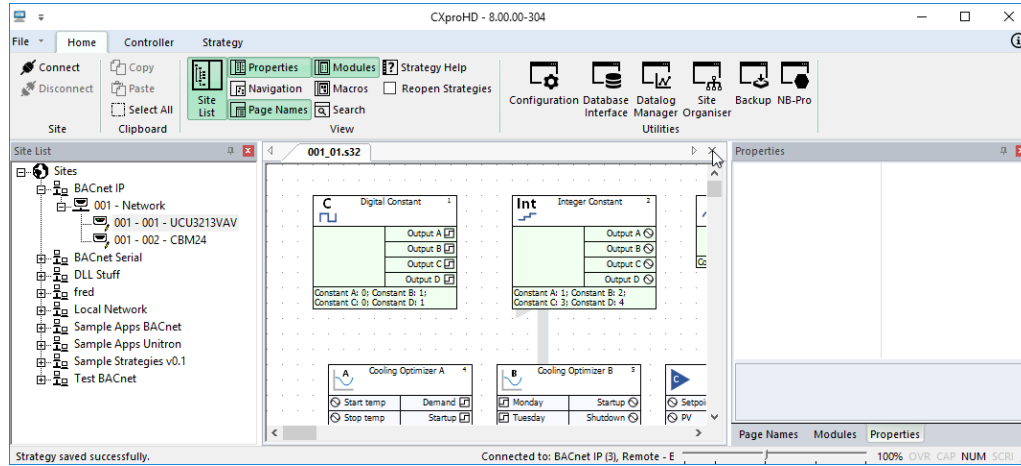 CXproHD - 8.00.00-304
File Home Controller Strategy
Connect Copy Properties Modules Strategy Help
Disconnect Paste Navigation Macros Reopen Strategies
Select All Site List Page Names Search
Configuration Database Interface Datalog Manager Site Organiser Backup NB-Pro
Site Clipboard View Utilities
Site List 001_01.s32 Properties
Sites
BACnet IP
001 - Network
001 - 001 - UCU3213VAV
001 - 002 - CBM24
BACnet Serial
DLL Stuff
fred
Local Network
Sample Apps BACnet
Sample Apps Unitron
Sample Strategies v0.1
Test BACnet
C Digital Constant 1
Output A
Output B
Output C
Output D
Constant A: 0; Constant B: 1;
Constant C: 0; Constant D: 1
Int Integer Constant 2
Output A
Output B
Output C
Output D
Constant A: 1; Constant B: 2;
Constant C: 3; Constant D: 4
Co
1
A Cooling Optimizer A 4
Start temp Demand
Stop temp Startup
B Cooling Optimizer B 5
Monday Startup
Tuesday Shutdown
C
Setpoi
PV
Page Names Modules Properties
Strategy saved successfully. Connected to: BACnet IP (3), Remote - E 100% OVR CAP NUM SCRL